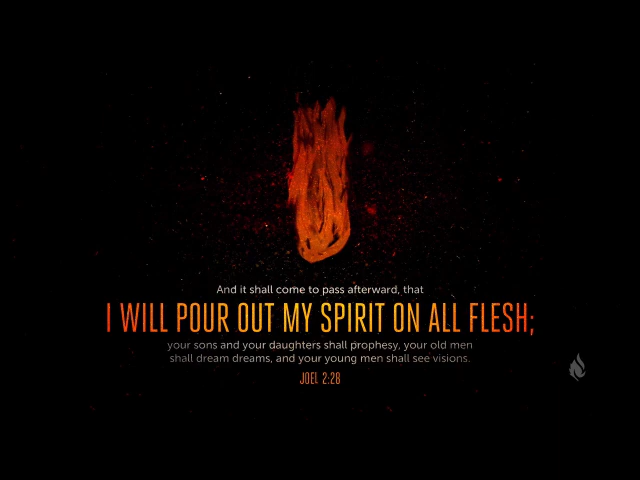 And it shall come to pass afterward, that
I WILL POUR OUT MY SPIRIT ON ALL FLESH;
your sons and your daughters shall prophesy, your old men
shall dream dreams, and your young men shall see visions.
JOEL 2:28